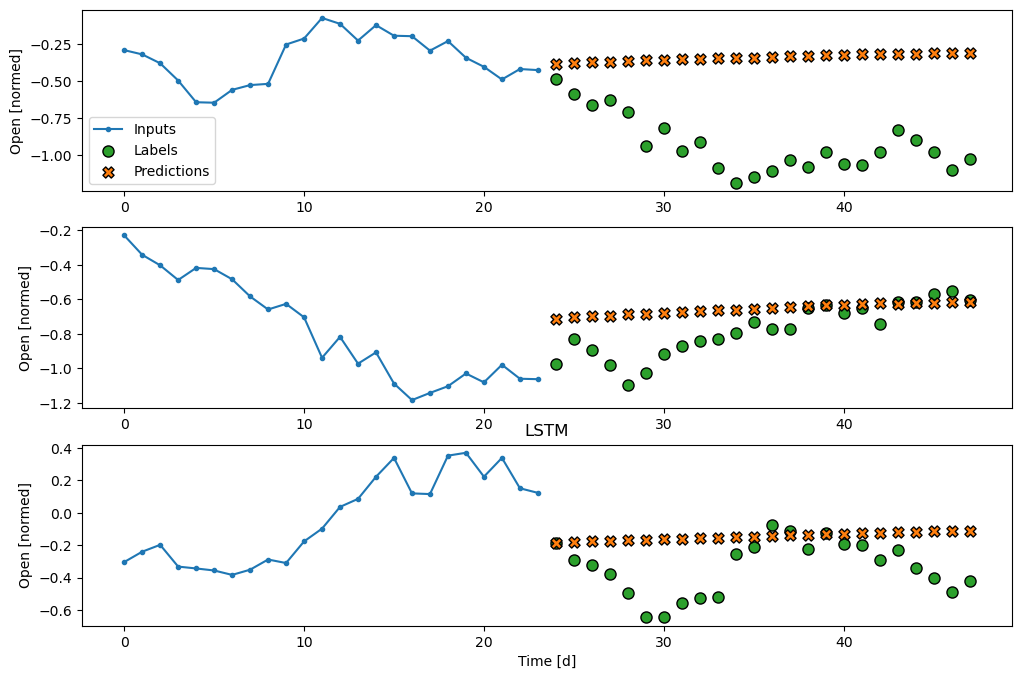 −0.25
−0.50
−0.75
−1.00
Open [normed]
Inputs
Labels
Predictions
0 10 20 30 40
−0.2
−0.4
−0.6
−0.8
−1.0
−1.2
Open [normed]
0 10 20 30 40
LSTM
0.4
0.2
0.0
−0.2
−0.4
−0.6
Open [normed]
0 10 20 30 40
Time [d]